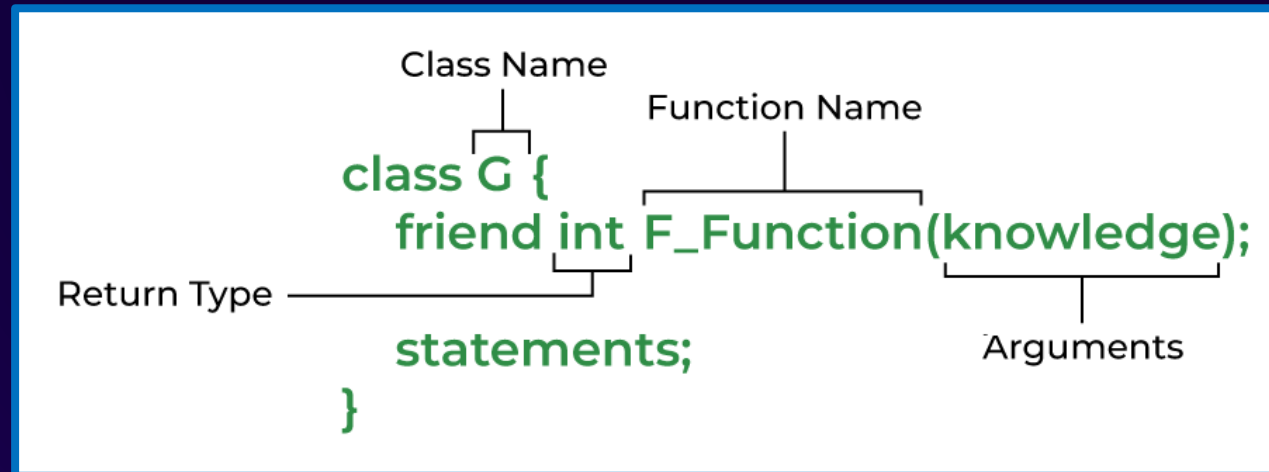 Class Name
Function Name
class G {
friend int F_Function(knowledge);
Return Type
statements;
Arguments
}